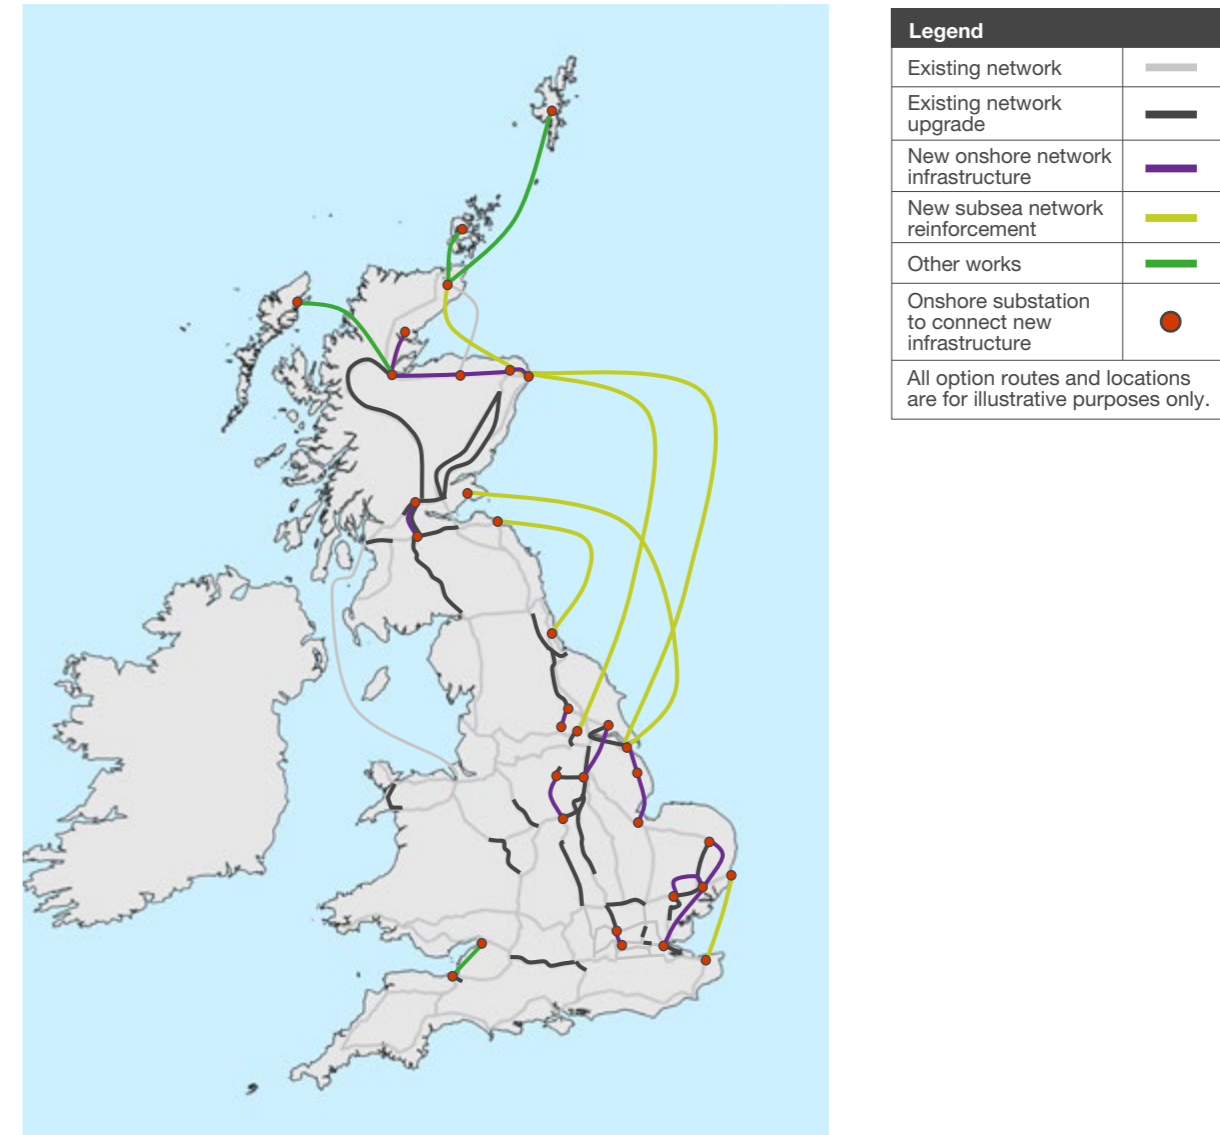 Legend
Existing network
Existing network
upgrade
New onshore network
infrastructure
New subsea network
reinforcement
Other works
Onshore substation
to connect new
infrastructure
All option routes and locations
are for illustrative purposes only.